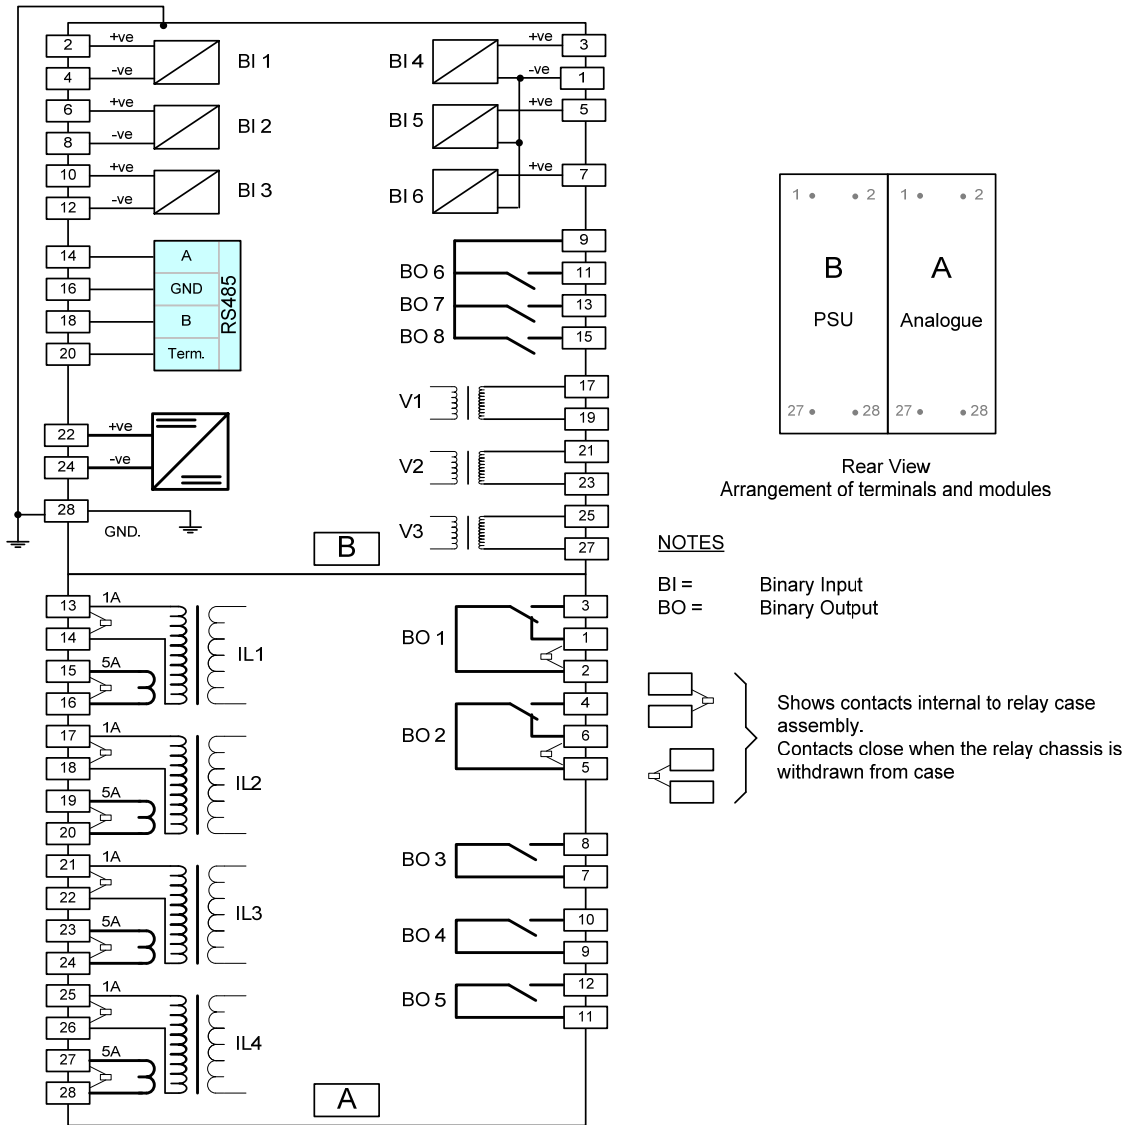 2 +ve BI 1
4 -ve
6 +ve BI 2
8 -ve
10 +ve BI 3
12 -ve
14 A
16 GND
18 B
20 Term.
RS485
22 +ve
24 -ve
28 GND.
BI 4 +ve 3
-ve 1
BI 5 +ve 5
BI 6 +ve 7
9
BO 6 11
BO 7 13
BO 8 15
V1 17
19
V2 21
23
V3 25
27
B
13 1A IL1
14
15 5A
16
17 1A IL2
18
19 5A
20
21 1A IL3
22
23 5A
24
25 1A IL4
26
27 5A
28
BO 1 3
1
2
BO 2 4
6
5
BO 3 8
7
BO 4 10
9
BO 5 12
11
A
1 2 1 2
B A
PSU Analogue
27 28 27 28
Rear View
Arrangement of terminals and modules
NOTES
BI = Binary Input
BO = Binary Output
Shows contacts internal to relay case
assembly.
Contacts close when the relay chassis is
withdrawn from case